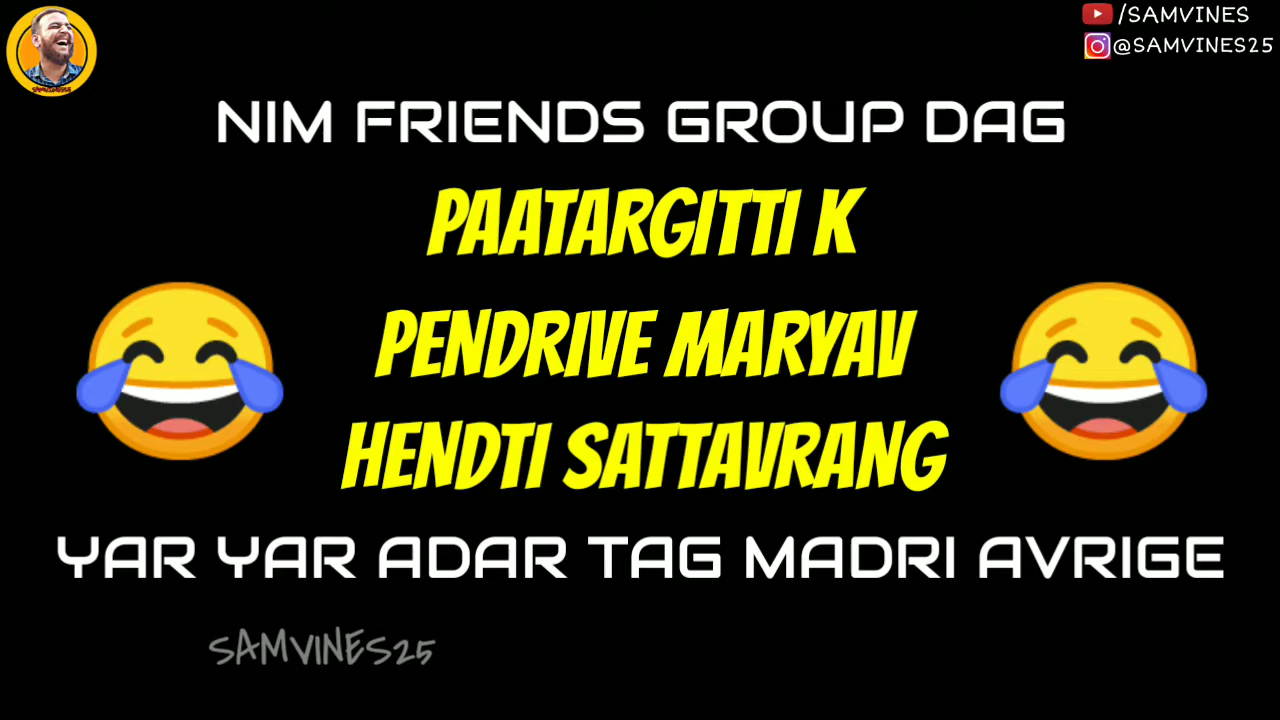 /SAMVINES
@SAMVINES25
NIM FRIENDS GROUP DAG
PAATARGITTI K
PENDRIVE MARYAV
HENDTI SATTAVRANG
YAR YAR ADAR TAG MADRI AVRIGE
SAMVINES25